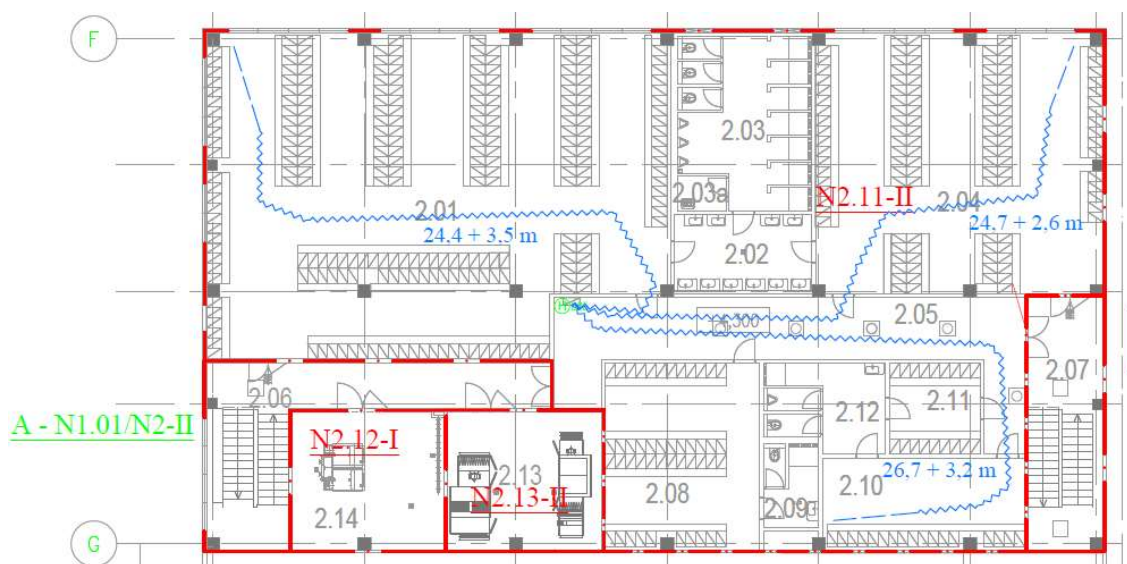 F
2.03
2.03a
N2.11-II
2.01
2.04
24,4 + 3,5 m
24,7 + 2,6 m
2.02
2.05
2.06
2.07
A - N1.01/N2-II
N2.12-I
2.12
2.11
2.13
N2.13-II
26,7 + 3,2 m
2.08
2.10
2.09
2.14
G